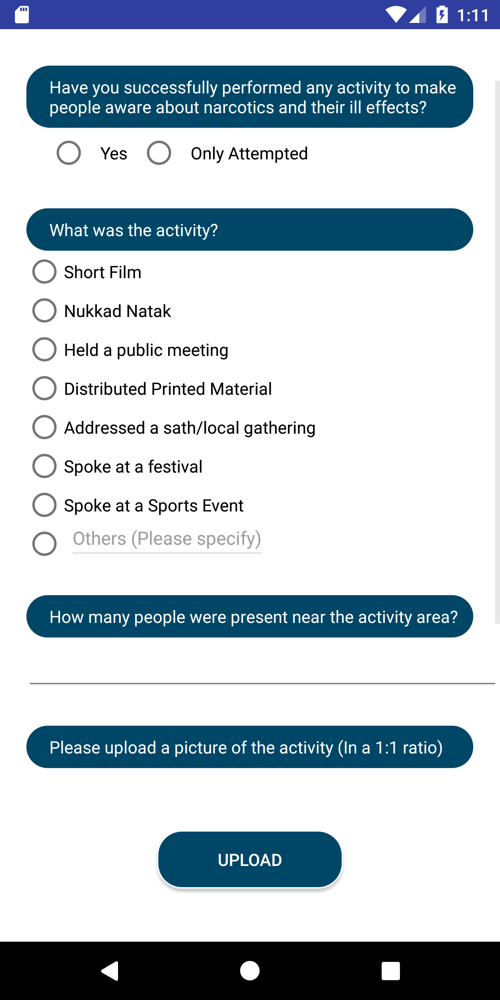 1:11
Have you successfully performed any activity to make
people aware about narcotics and their ill effects?
Yes Only Attempted
What was the activity?
Short Film
Nukkad Natak
Held a public meeting
Distributed Printed Material
Addressed a sath/local gathering
Spoke at a festival
Spoke at a Sports Event
Others (Please specify)
How many people were present near the activity area?
Please upload a picture of the activity (In a 1:1 ratio)
UPLOAD